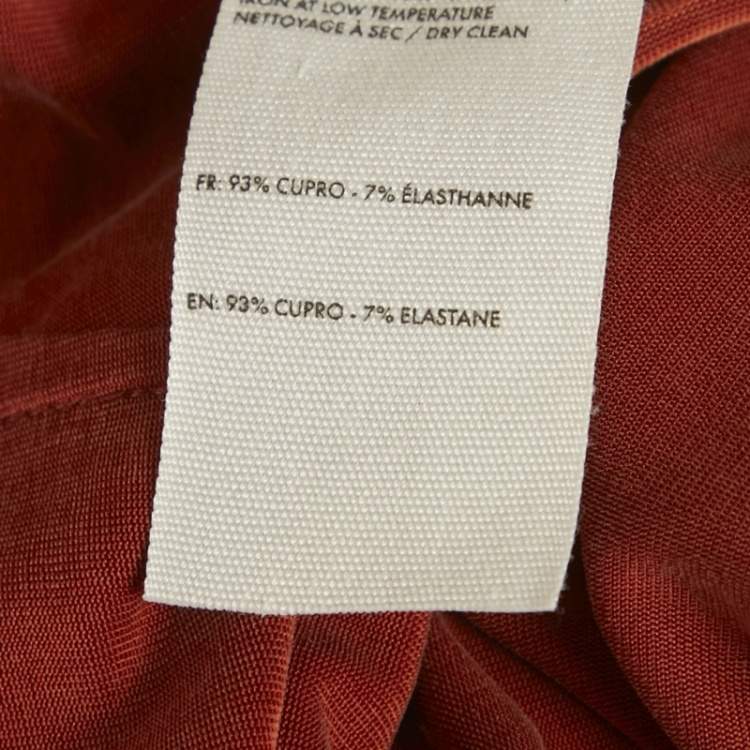 IRON AT LOW TEMPERATURE
NETTOYAGE À SEC / DRY CLEAN
FR: 93% CUPRO - 7% ÉLASTHANNE
EN: 93% CUPRO - 7% ELASTANE